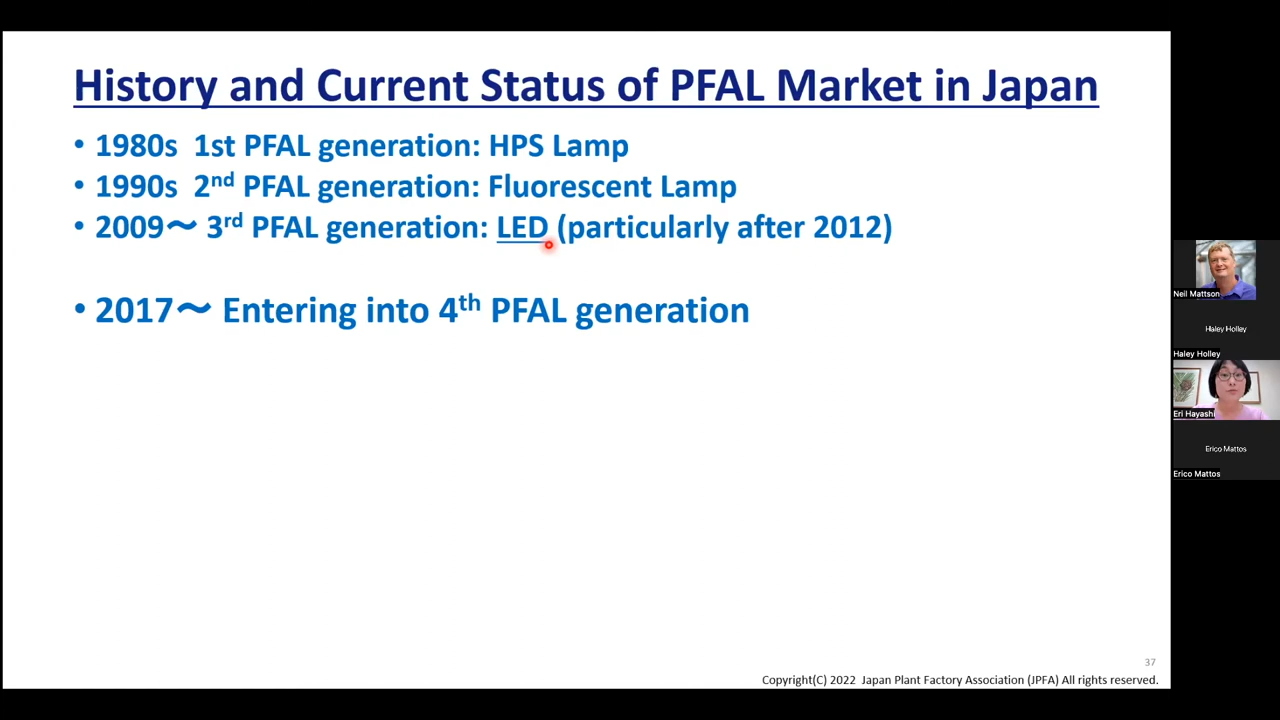 History and Current Status of PFAL Market in Japan
• 1980s 1st PFAL generation: HPS Lamp
• 1990s 2nd PFAL generation: Fluorescent Lamp
• 2009～ 3rd PFAL generation: LED (particularly after 2012)
• 2017～ Entering into 4th PFAL generation
37
Copyright(C) 2022 Japan Plant Factory Association (JPFA) All rights reserved.
Neil Mattson
Haley Holley
Haley Holley
Eri Hayashi
Erico Mattos
Erico Mattos